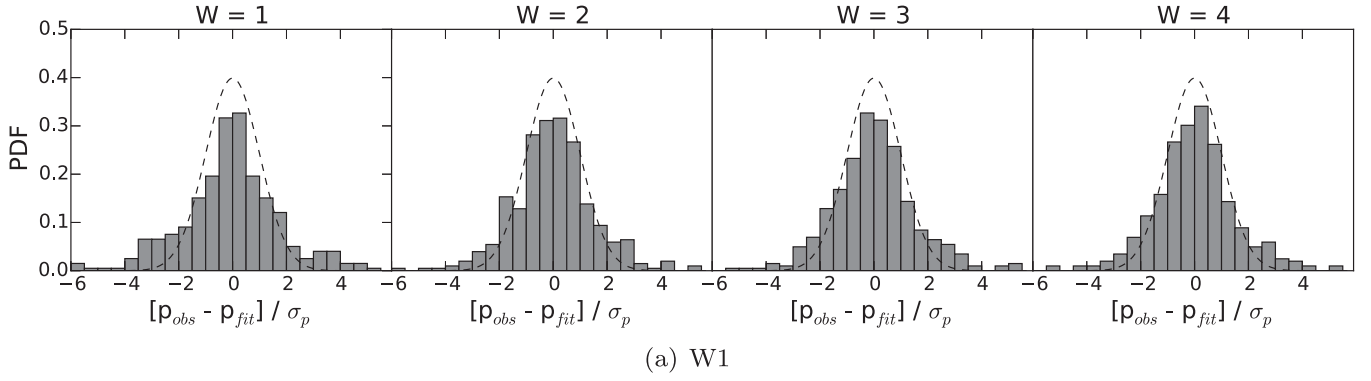 W = 1 W = 2 W = 3 W = 4
0.5
0.4
0.3
0.2
0.1
0.0
PDF
−6 −4 −2 0 2 4 −6 −4 −2 0 2 4 −6 −4 −2 0 2 4 −6 −4 −2 0 2 4
[p_obs - p_fit] / σ_p [p_obs - p_fit] / σ_p [p_obs - p_fit] / σ_p [p_obs - p_fit] / σ_p
(a) W1